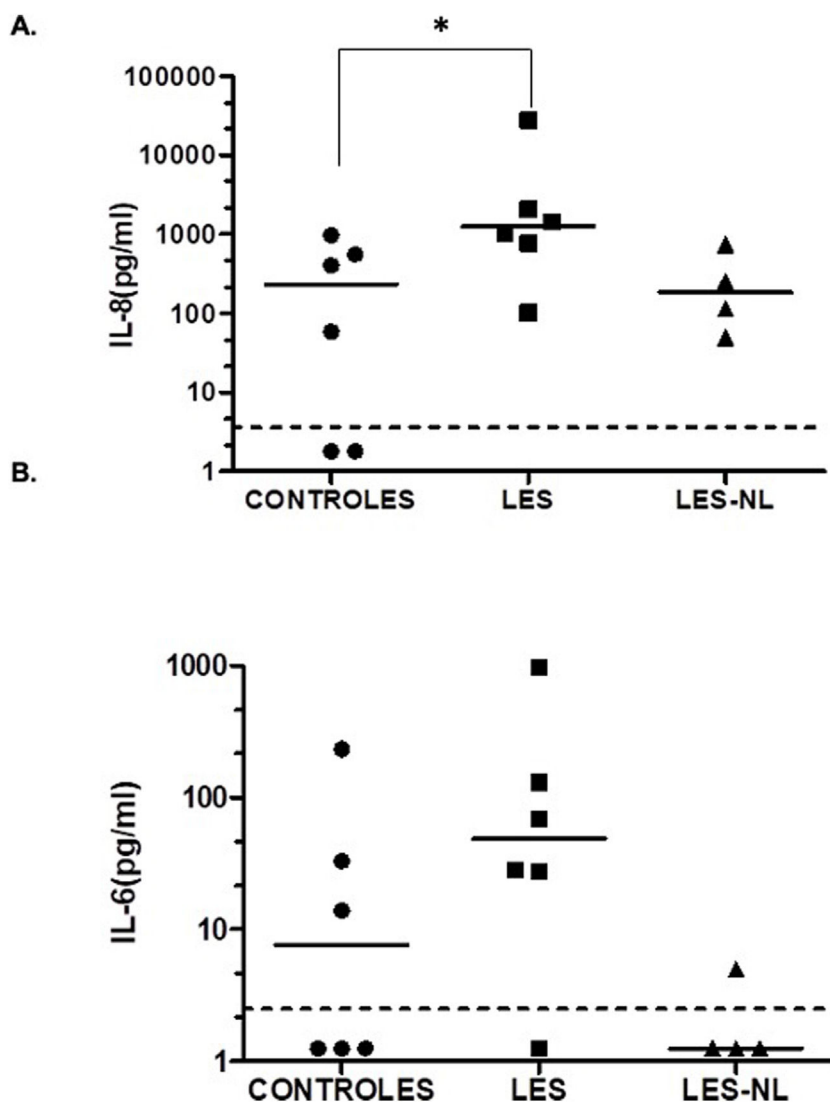 A.
*
100000
10000
1000
100
10
1
IL-8(pg/ml)
CONTROLES LES LES-NL
B.
1000
100
10
1
IL-6(pg/ml)
CONTROLES LES LES-NL